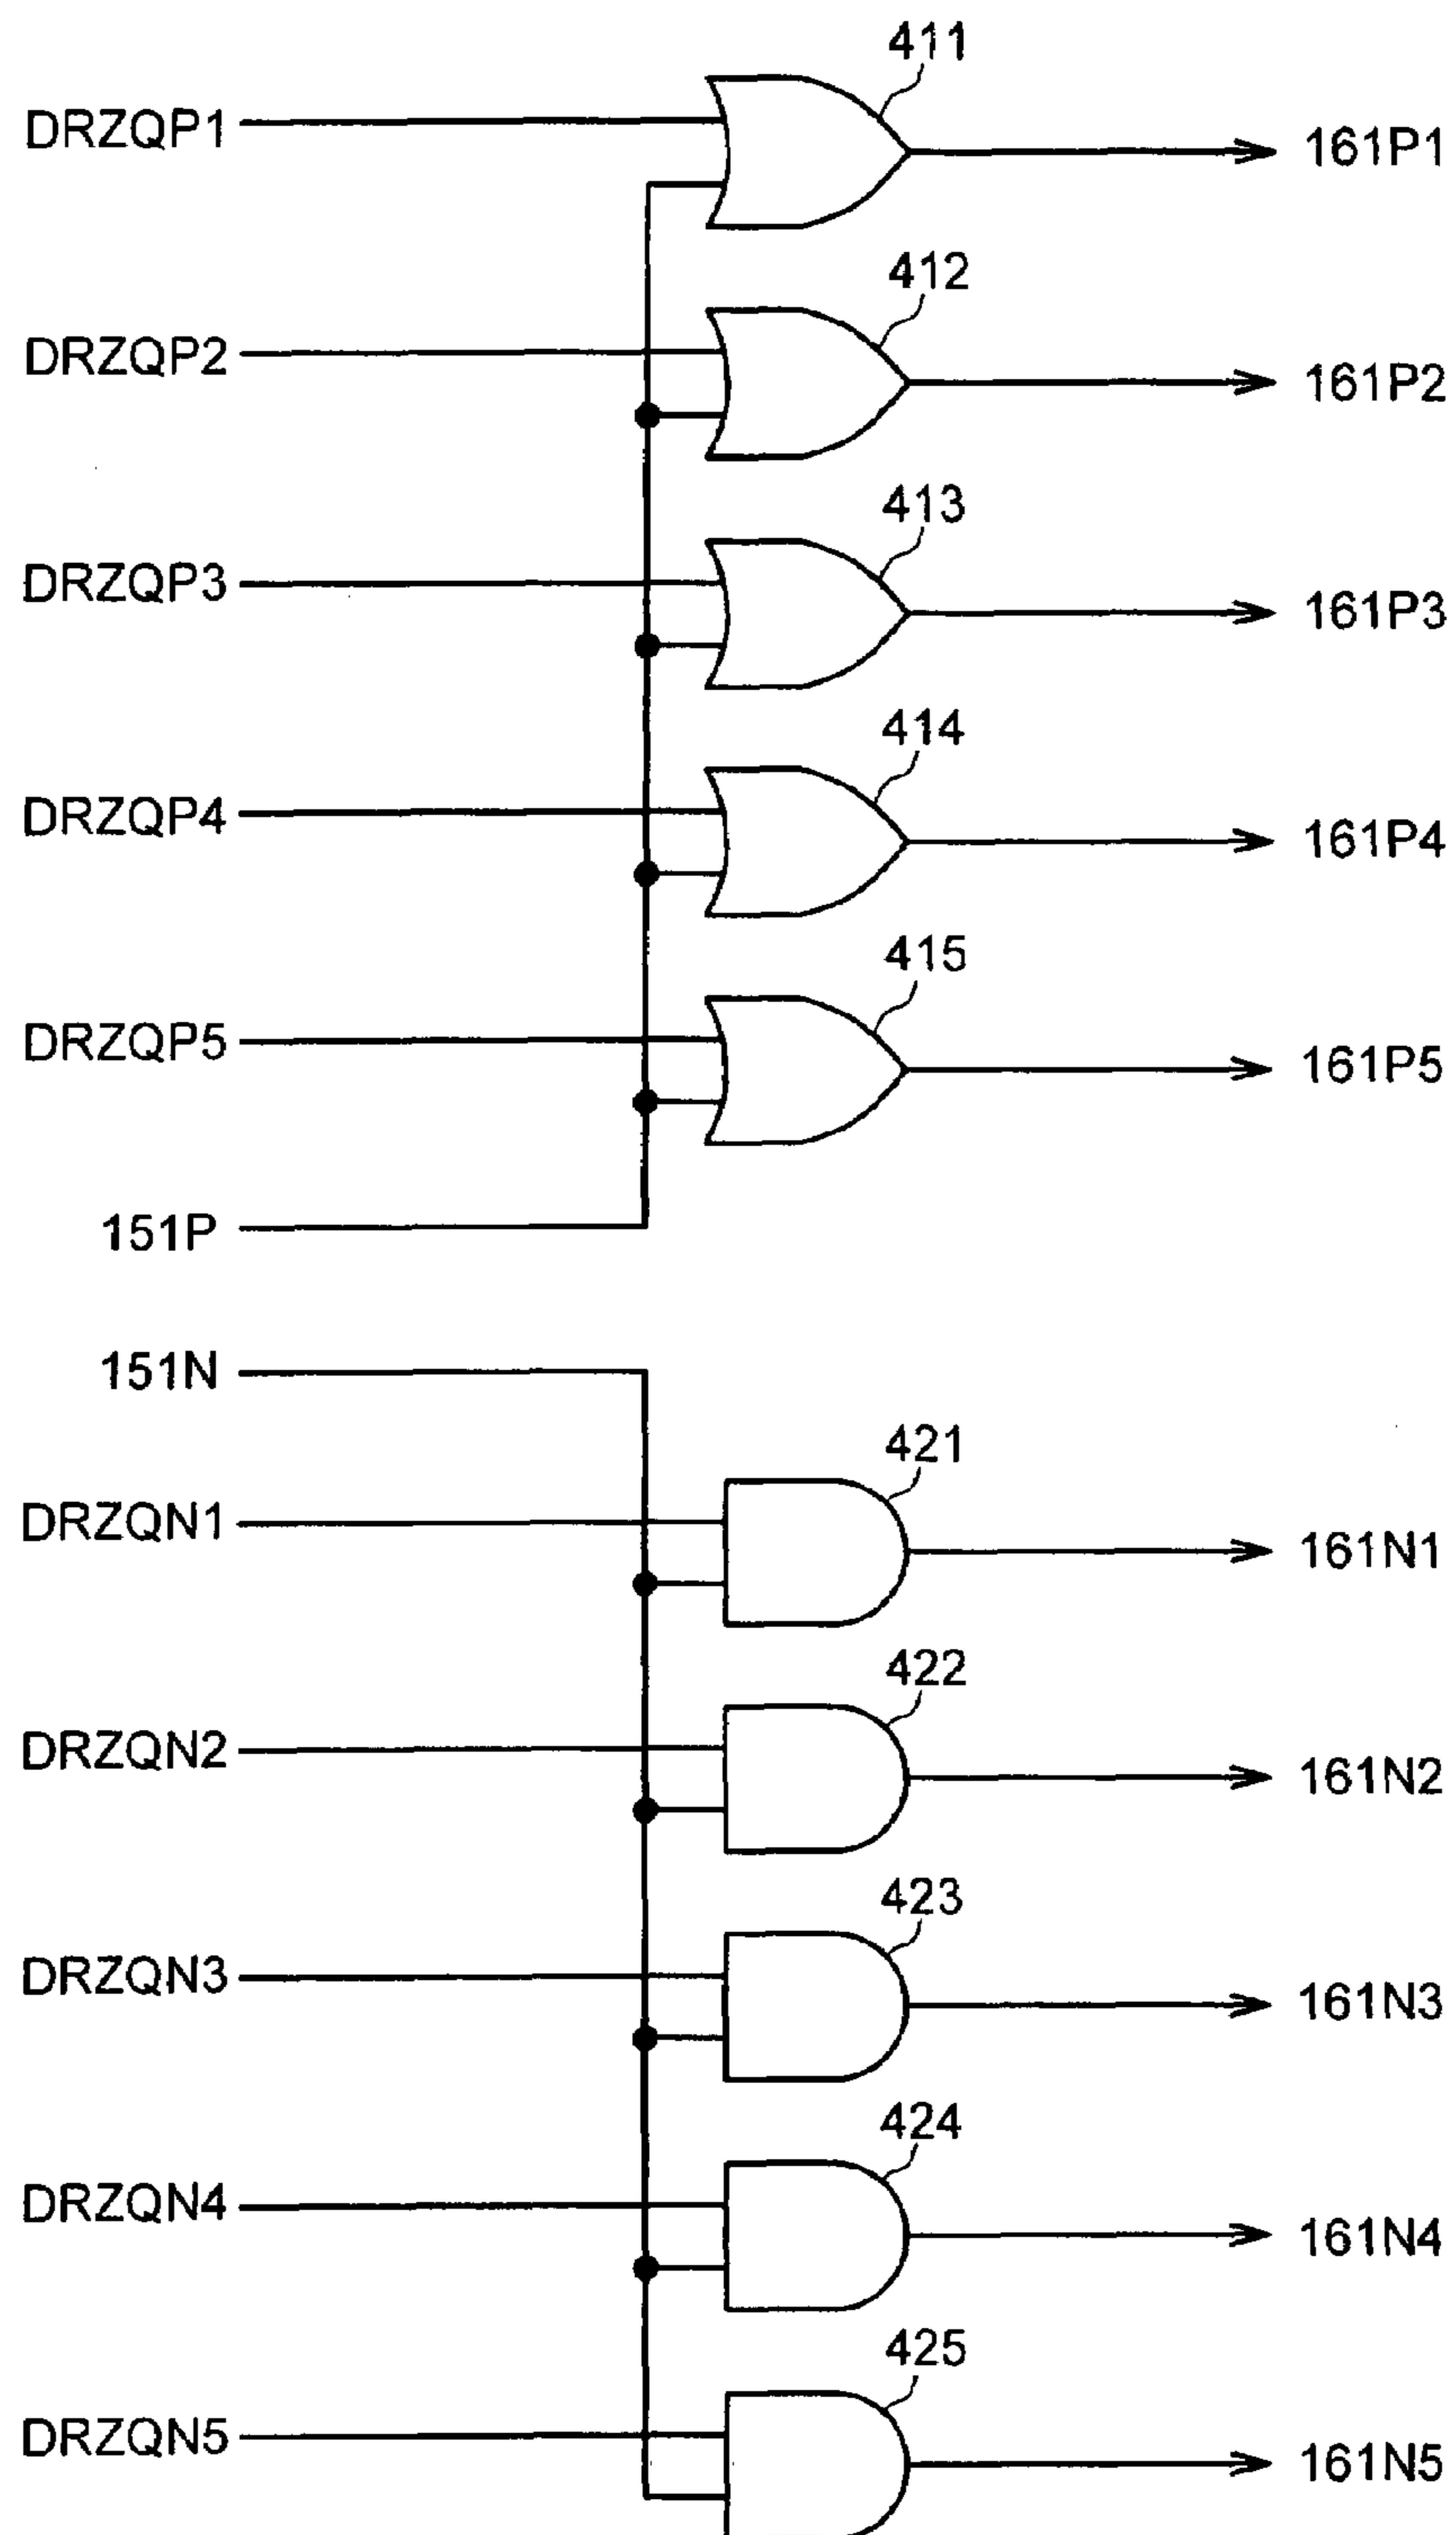 411
DRZQP1
161P1
412
DRZQP2
161P2
413
DRZQP3
161P3
414
DRZQP4
161P4
415
DRZQP5
161P5
151P
151N
421
DRZQN1
161N1
422
DRZQN2
161N2
423
DRZQN3
161N3
424
DRZQN4
161N4
425
DRZQN5
161N5